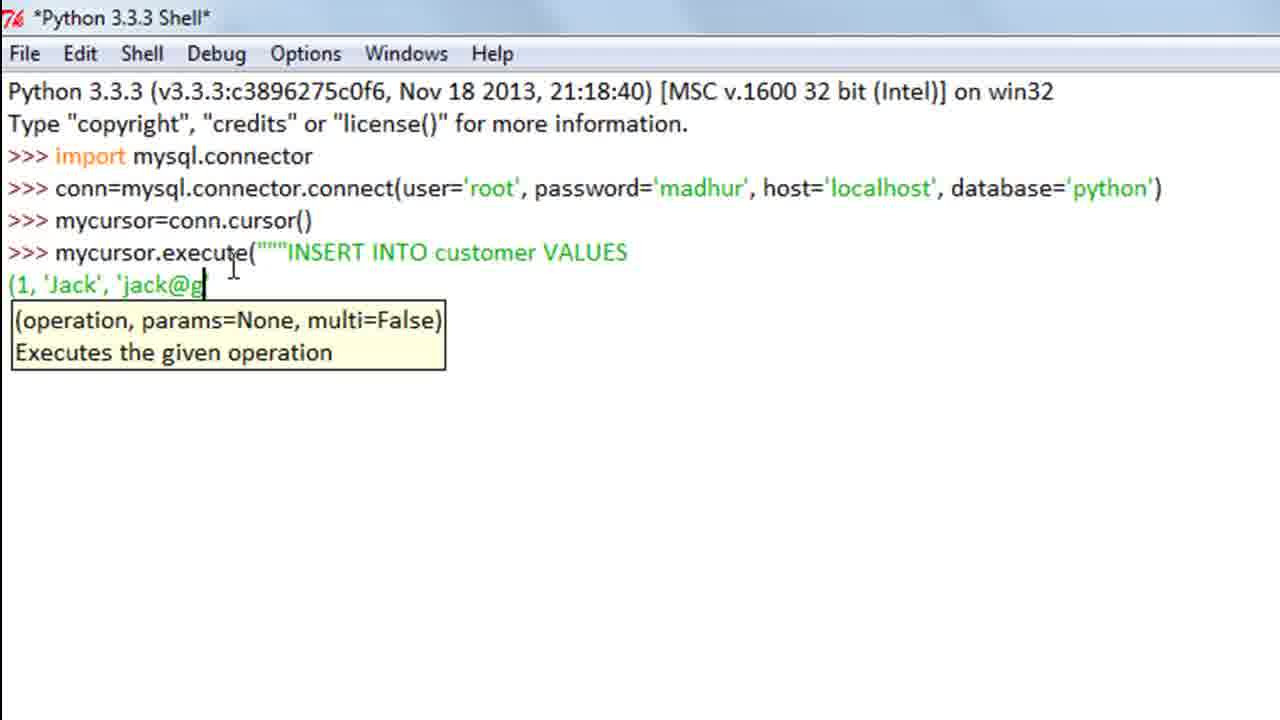 *Python 3.3.3 Shell*
File Edit Shell Debug Options Windows Help
Python 3.3.3 (v3.3.3:c3896275c0f6, Nov 18 2013, 21:18:40) [MSC v.1600 32 bit (Intel)] on win32
Type "copyright", "credits" or "license()" for more information.
>>> import mysql.connector
>>> conn=mysql.connector.connect(user='root', password='madhur', host='localhost', database='python')
>>> mycursor=conn.cursor()
>>> mycursor.execute("""INSERT INTO customer VALUES
(1, 'Jack', 'jack@g
(operation, params=None, multi=False)
Executes the given operation